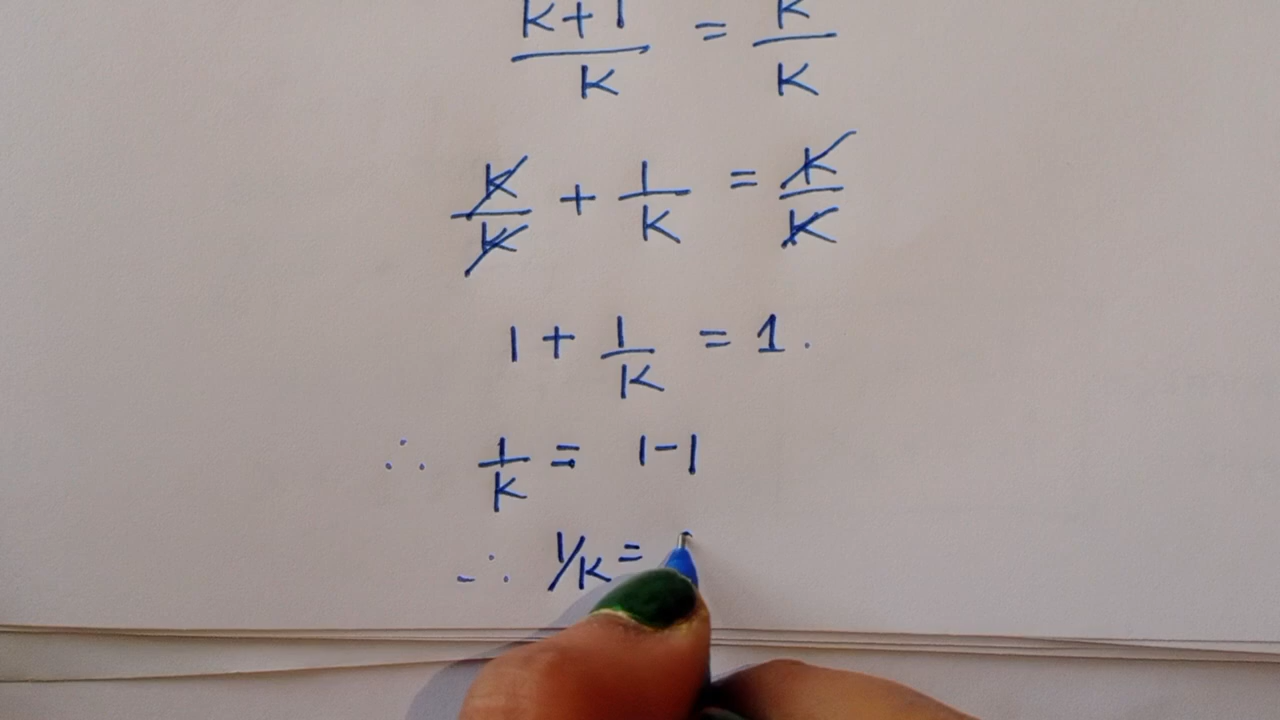 K+1/K = K/K
K/K + 1/K = K/K
1 + 1/K = 1.
∴ 1/K = 1-1
∴ 1/K =